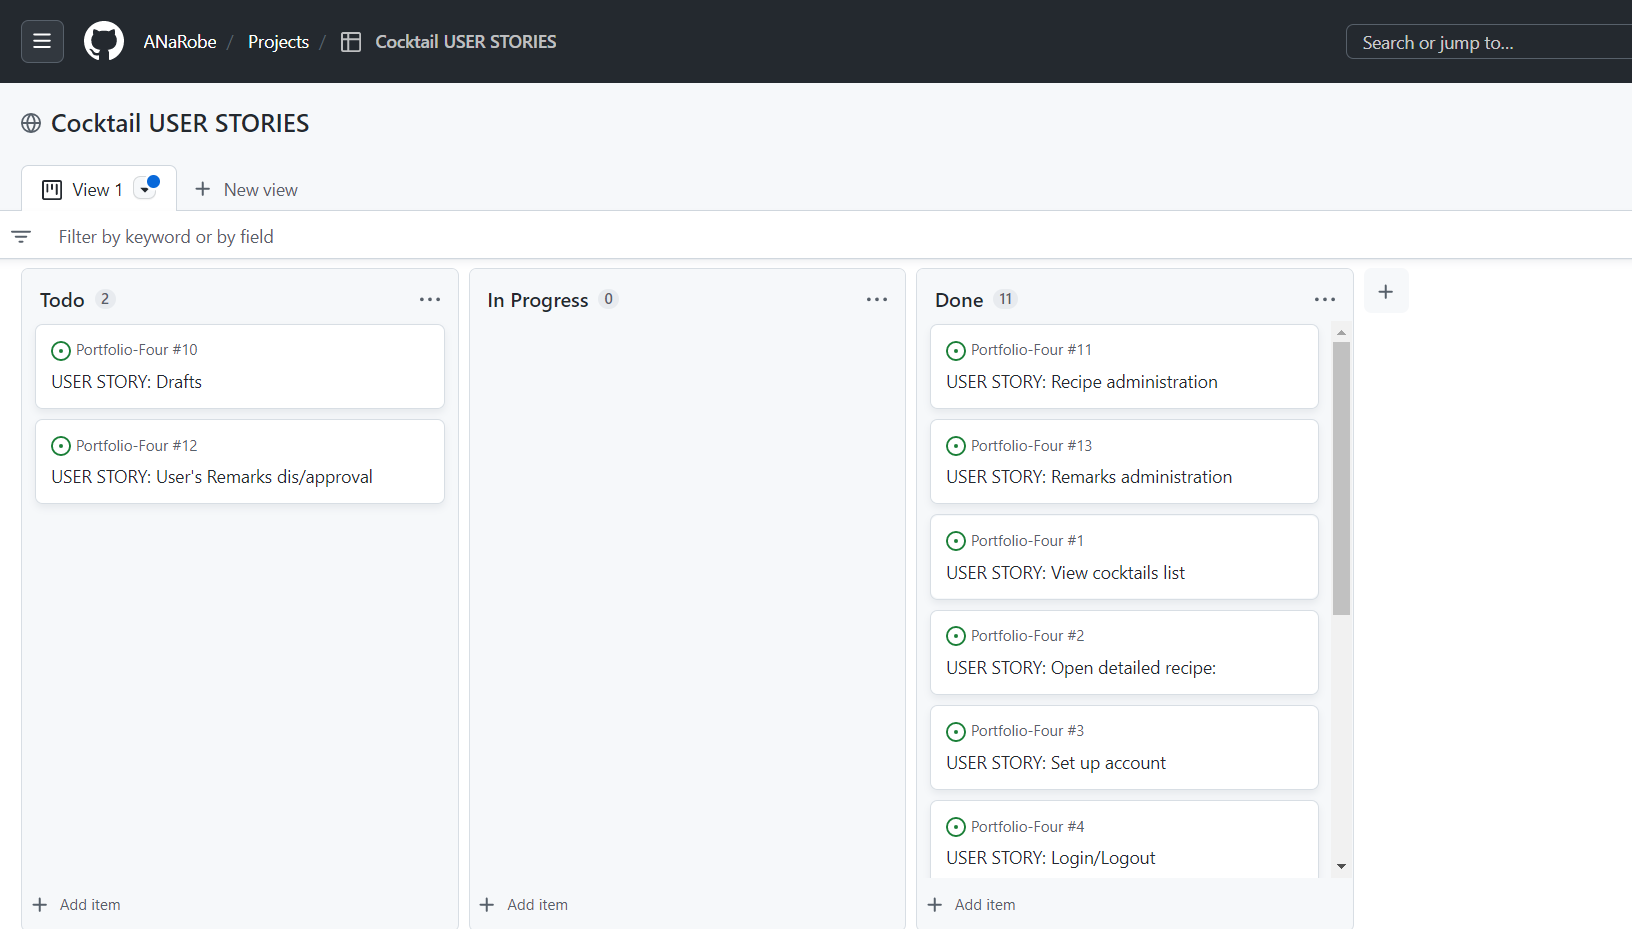 ANaRobe / Projects / Cocktail USER STORIES
Search or jump to...
Cocktail USER STORIES
View 1
New view
Filter by keyword or by field
Todo 2
Portfolio-Four #10
USER STORY: Drafts
Portfolio-Four #12
USER STORY: User's Remarks dis/approval
Add item
In Progress 0
Add item
Done 11
Portfolio-Four #11
USER STORY: Recipe administration
Portfolio-Four #13
USER STORY: Remarks administration
Portfolio-Four #1
USER STORY: View cocktails list
Portfolio-Four #2
USER STORY: Open detailed recipe:
Portfolio-Four #3
USER STORY: Set up account
Portfolio-Four #4
USER STORY: Login/Logout
Add item